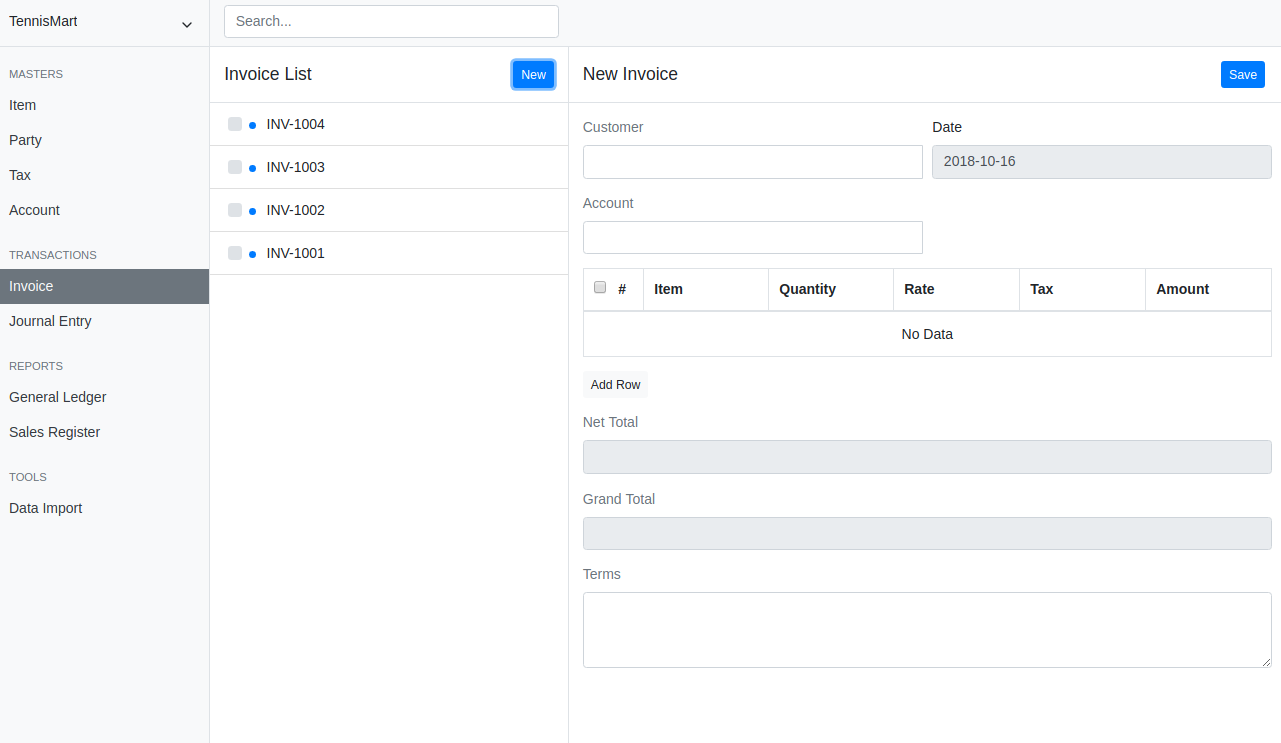 TennisMart
Search...
MASTERS
Item
Party
Tax
Account
TRANSACTIONS
Invoice
Journal Entry
REPORTS
General Ledger
Sales Register
TOOLS
Data Import
Invoice List
New
INV-1004
INV-1003
INV-1002
INV-1001
New Invoice
Save
Customer
Date
2018-10-16
Account
# Item Quantity Rate Tax Amount
No Data
Add Row
Net Total
Grand Total
Terms